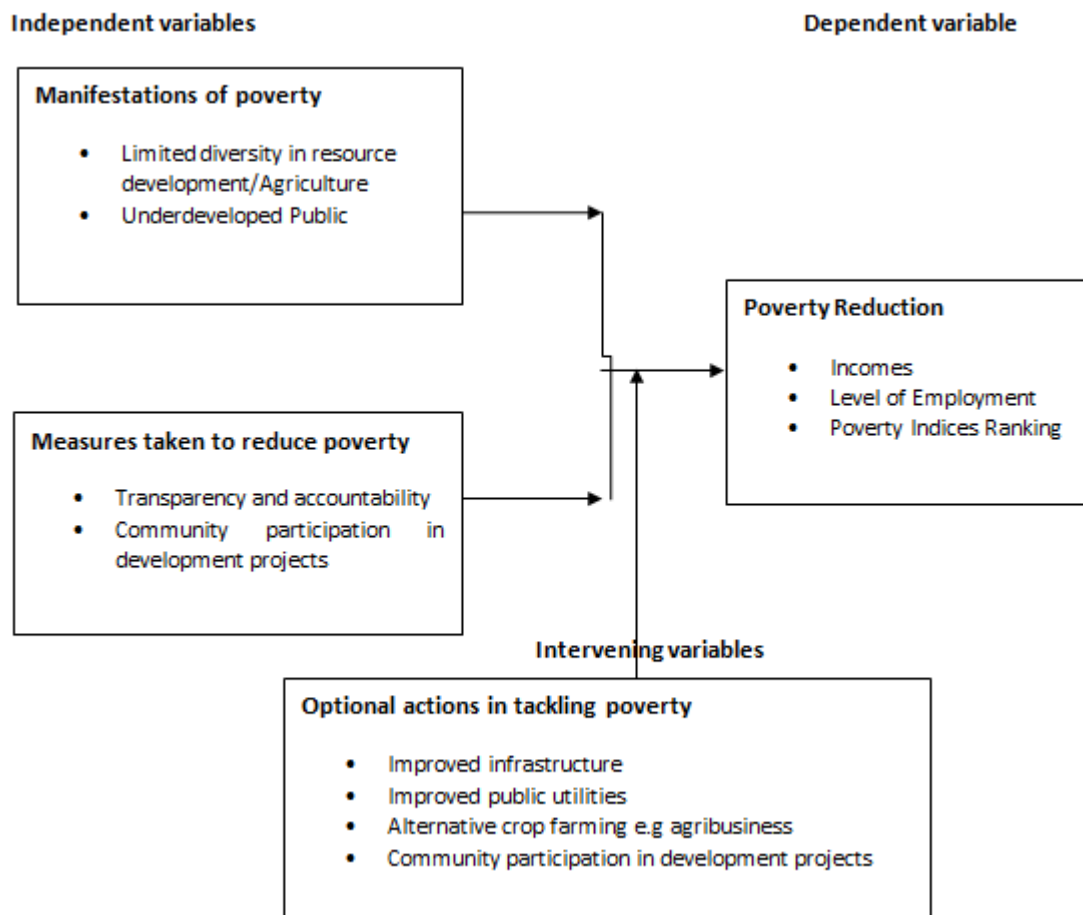 Independent variables
Dependent variable
Manifestations of poverty
• Limited diversity in resource
development/Agriculture
• Underdeveloped Public
Poverty Reduction
• Incomes
• Level of Employment
• Poverty Indices Ranking
Measures taken to reduce poverty
• Transparency and accountability
• Community participation in
development projects
Intervening variables
Optional actions in tackling poverty
• Improved infrastructure
• Improved public utilities
• Alternative crop farming e.g agribusiness
• Community participation in development projects